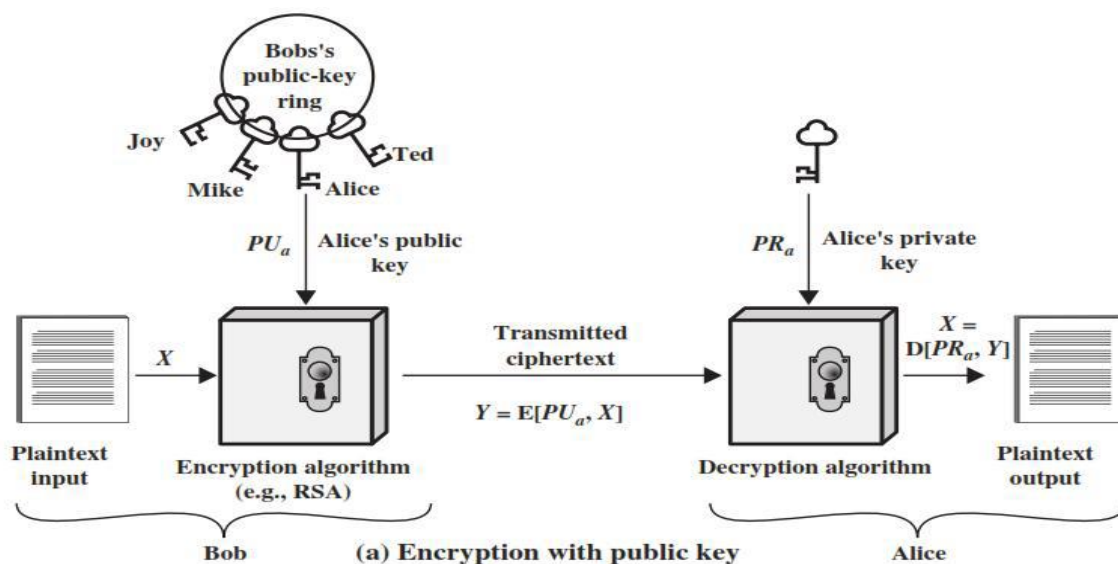 Bobs's
public-key
ring
Joy
Mike
Alice
Ted
PUa
Alice's public
key
PRa
Alice's private
key
X
Transmitted
ciphertext
Y = E[PUa, X]
X =
D[PRa, Y]
Plaintext
input
Encryption algorithm
(e.g., RSA)
Decryption algorithm
Plaintext
output
Bob
(a) Encryption with public key
Alice